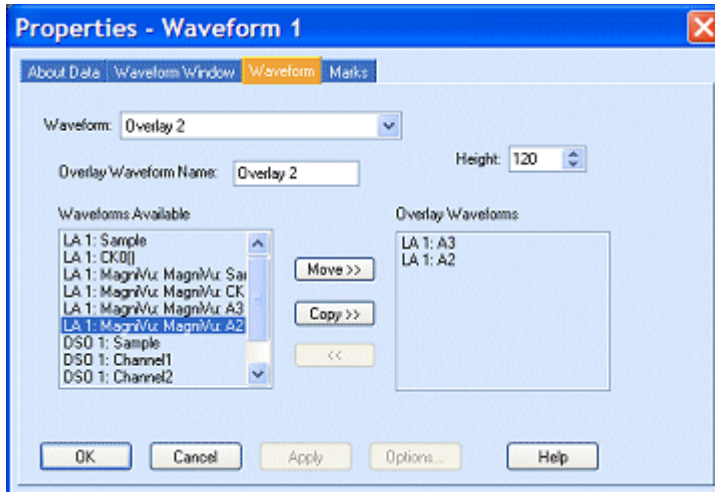 Properties - Waveform 1
About Data Waveform Window Waveform Marks
Waveform: Overlay 2
Height: 120
Overlay Waveform Name: Overlay 2
Waveforms Available
Overlay Waveforms
LA 1: Sample
LA 1: CK0[]
LA 1: MagniVu: MagniVu: Sa
LA 1: MagniVu: MagniVu: CK
LA 1: MagniVu: MagniVu: A3
LA 1: MagniVu: MagniVu: A2
DSO 1: Sample
DSO 1: Channel1
DSO 1: Channel2
Move >>
Copy >>
<<
LA 1: A3
LA 1: A2
OK Cancel Apply Options... Help